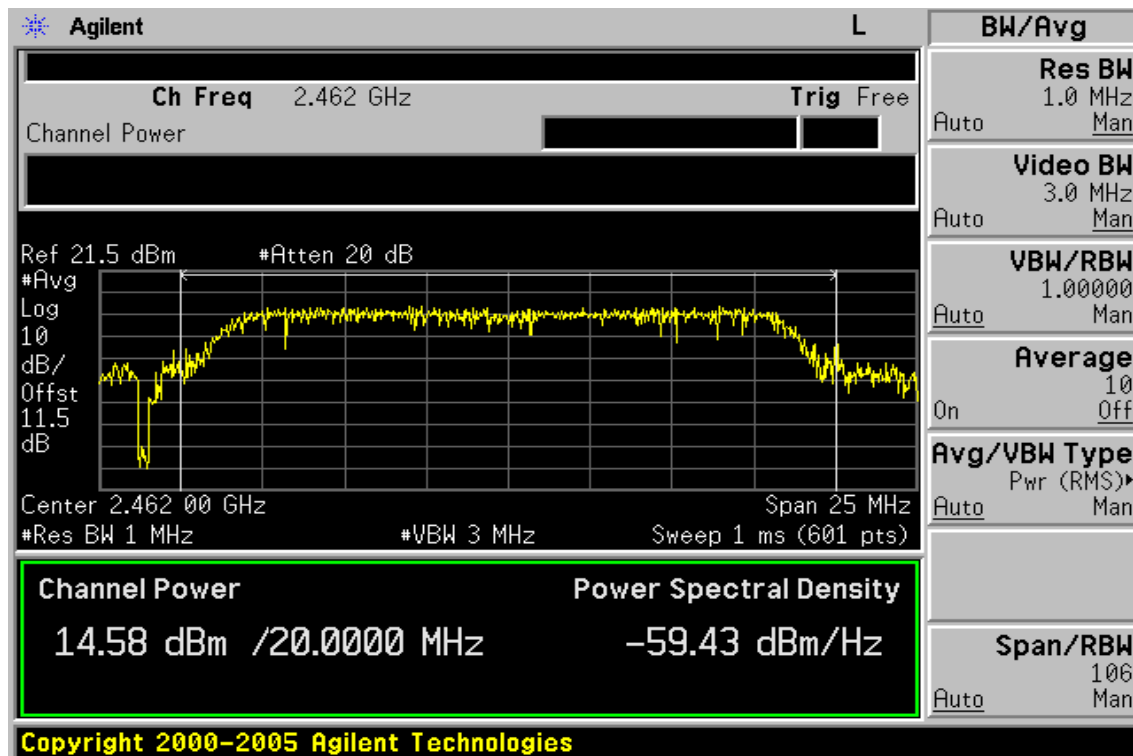 Agilent
L
BW/Avg
Ch Freq 2.462 GHz
Trig Free
Channel Power
Ref 21.5 dBm
#Atten 20 dB
#Avg
Log
10
dB/
Offst
11.5
dB
Center 2.462 00 GHz
Span 25 MHz
#Res BW 1 MHz
#VBW 3 MHz
Sweep 1 ms (601 pts)
Channel Power
Power Spectral Density
14.58 dBm /20.0000 MHz
-59.43 dBm/Hz
Res BW
1.0 MHz
Auto Man
Video BW
3.0 MHz
Auto Man
VBW/RBW
1.00000
Auto Man
Average
10
On Off
Avg/VBW Type
Pwr (RMS)
Auto Man
Span/RBW
106
Auto Man
Copyright 2000-2005 Agilent Technologies